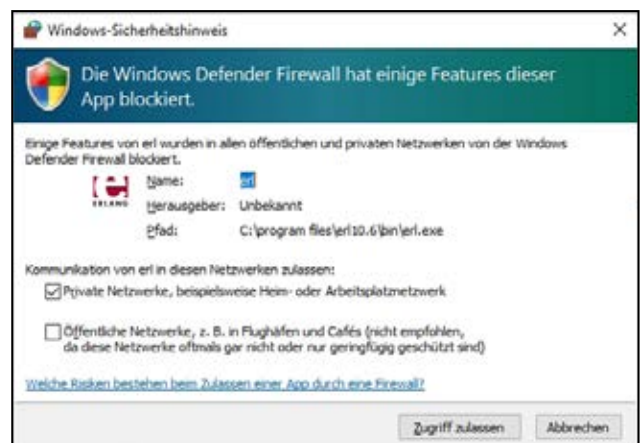 Windows-Sicherheitshinweis
Die Windows Defender Firewall hat einige Features dieser
App blockiert.
Einige Features von erl wurden in allen öffentlichen und privaten Netzwerken von der Windows
Defender Firewall blockiert.
ERLANG
Name: erl
Herausgeber: Unbekannt
Pfad: C:\program files\erl10.6\bin\erl.exe
Kommunikation von erl in diesen Netzwerken zulassen:
Private Netzwerke, beispielsweise Heim- oder Arbeitsplatznetzwerk
Öffentliche Netzwerke, z. B. in Flughäfen und Cafés (nicht empfohlen,
da diese Netzwerke oftmals gar nicht oder nur geringfügig geschützt sind)
Welche Risiken bestehen beim Zulassen einer App durch eine Firewall?
Zugriff zulassen
Abbrechen